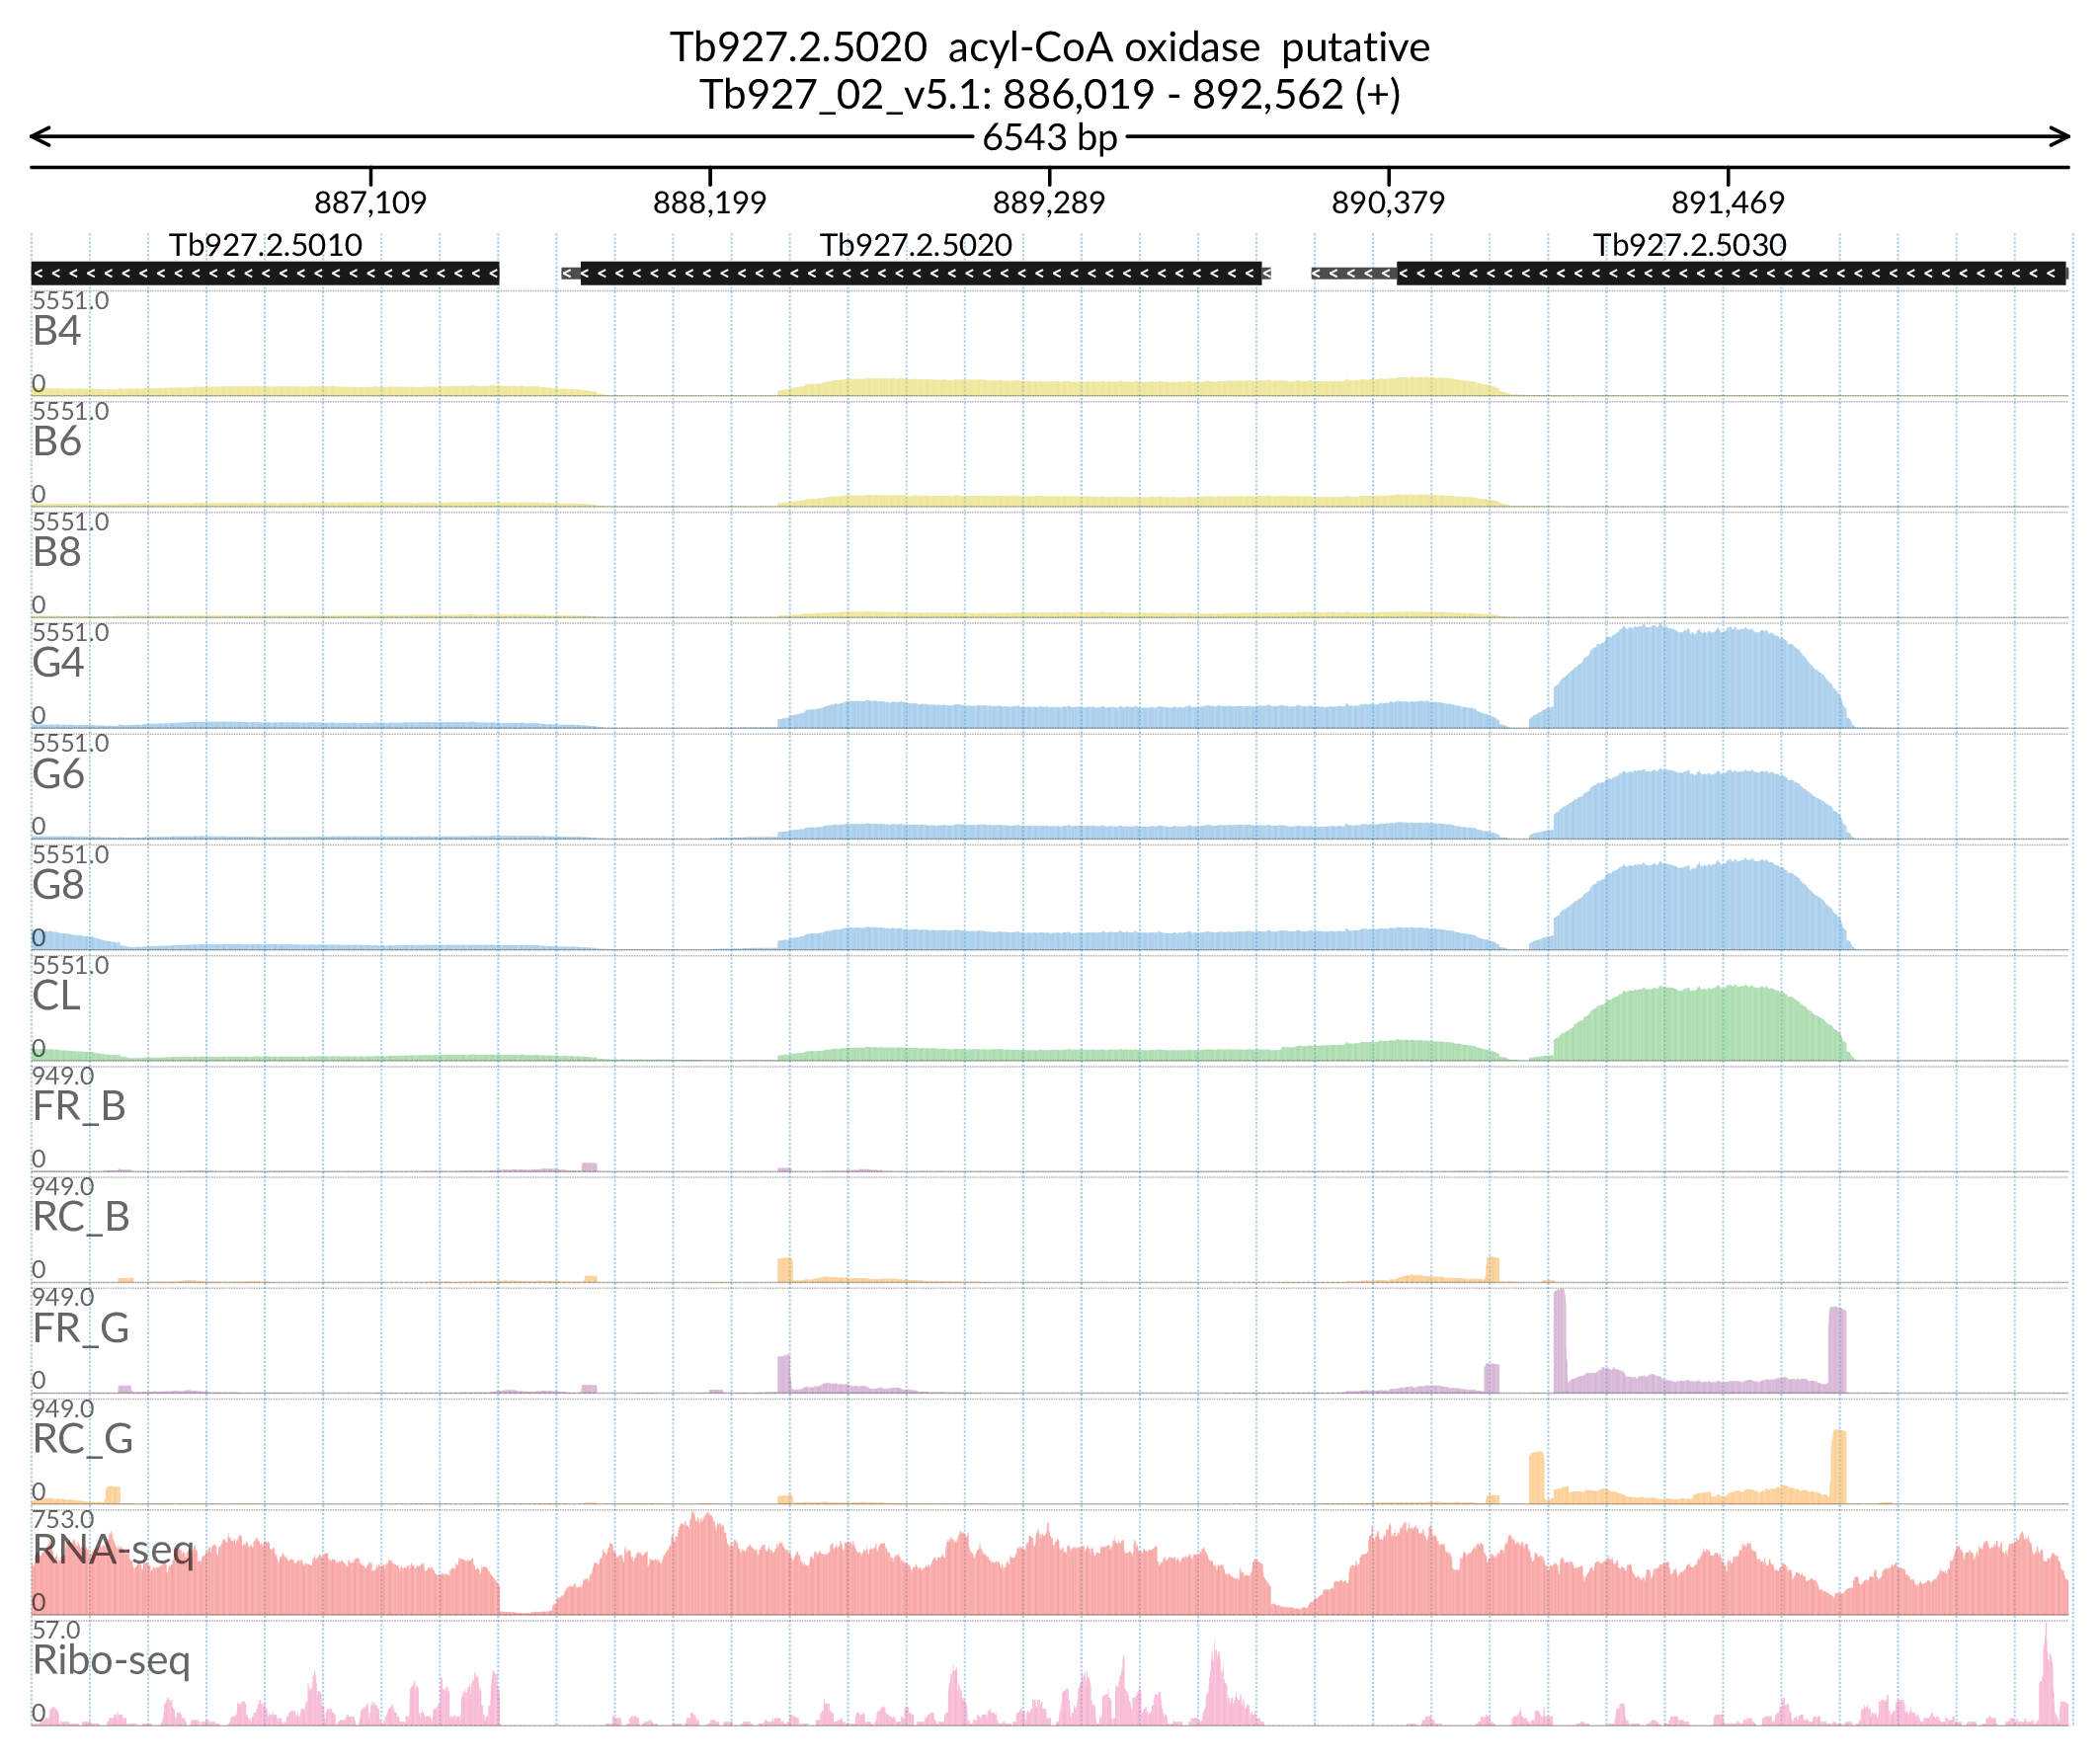 Tb927.2.5020 acyl-CoA oxidase putative
Tb927_02_v5.1: 886,019 - 892,562 (+)
6543 bp
887,109 888,199 889,289 890,379 891,469
Tb927.2.5010 Tb927.2.5020 Tb927.2.5030
5551.0
B4
0
5551.0
B6
0
5551.0
B8
0
5551.0
G4
0
5551.0
G6
0
5551.0
G8
0
5551.0
CL
0
949.0
FR_B
0
949.0
RC_B
0
949.0
FR_G
0
949.0
RC_G
0
753.0
RNA-seq
0
57.0
Ribo-seq
0